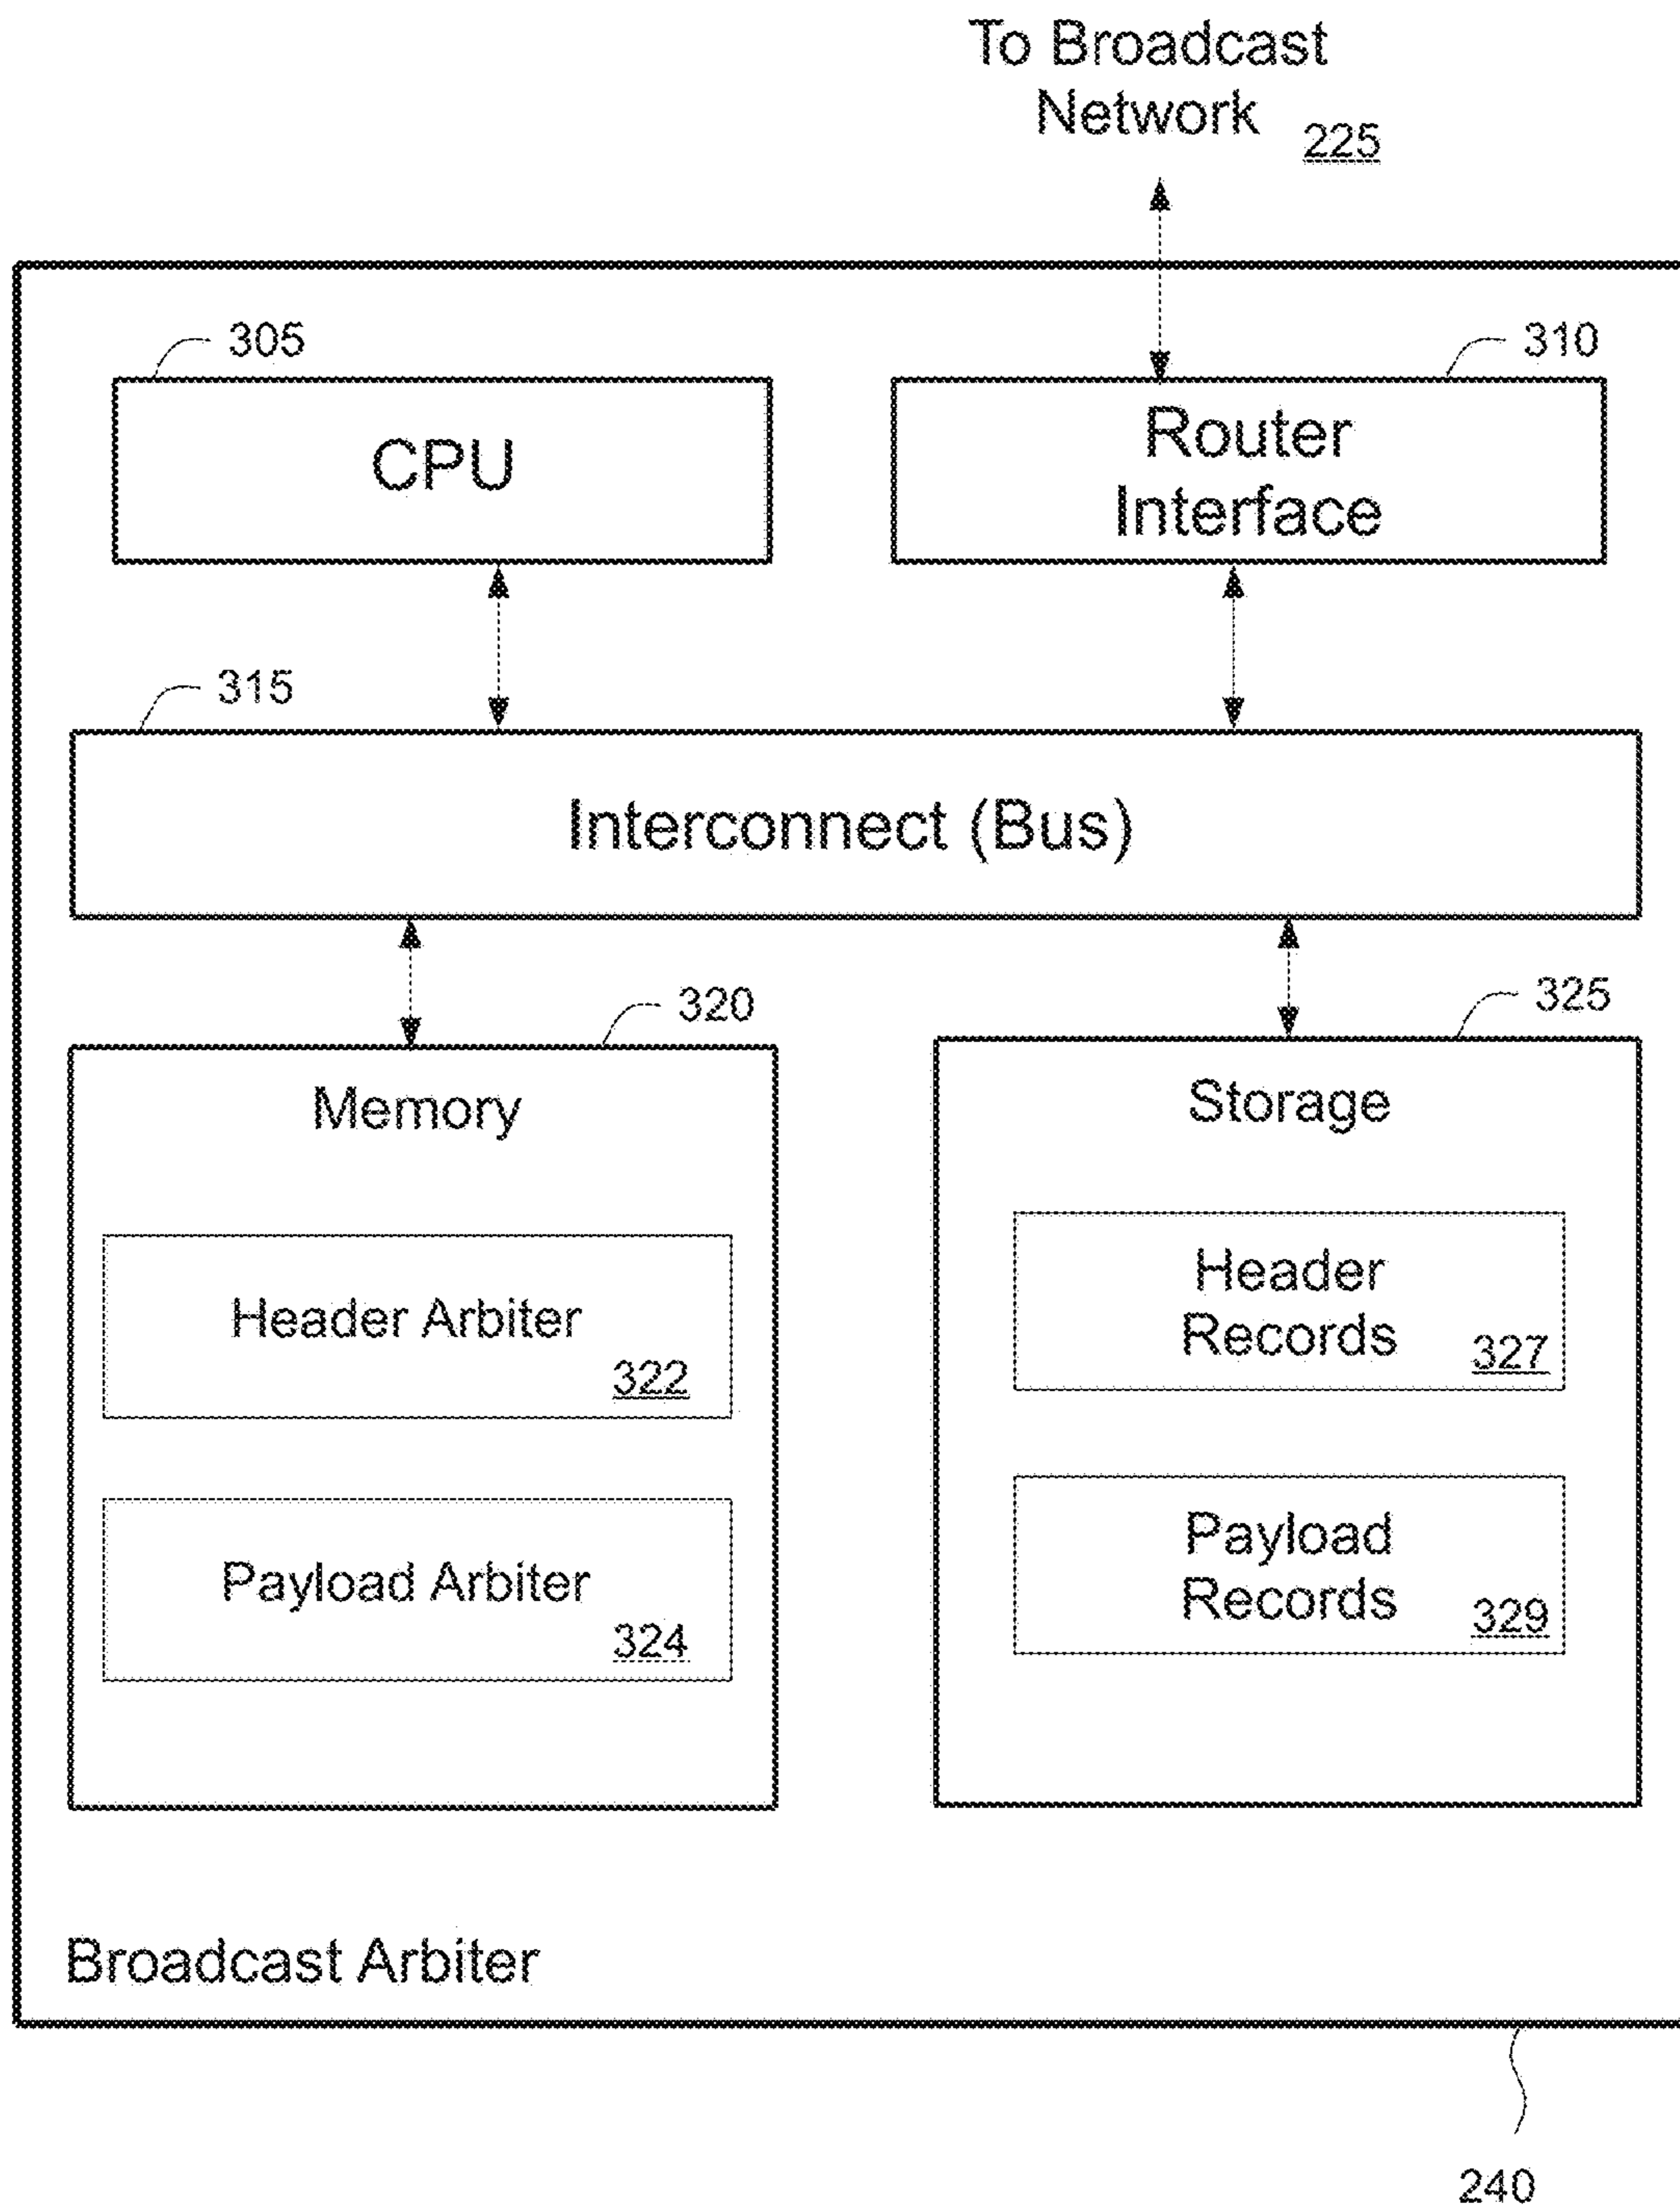 To Broadcast
Network 225
305
310
CPU
Router
Interface
315
Interconnect (Bus)
320
325
Memory
Storage
Header Arbiter
322
Header
Records 327
Payload Arbiter
324
Payload
Records 329
Broadcast Arbiter
240